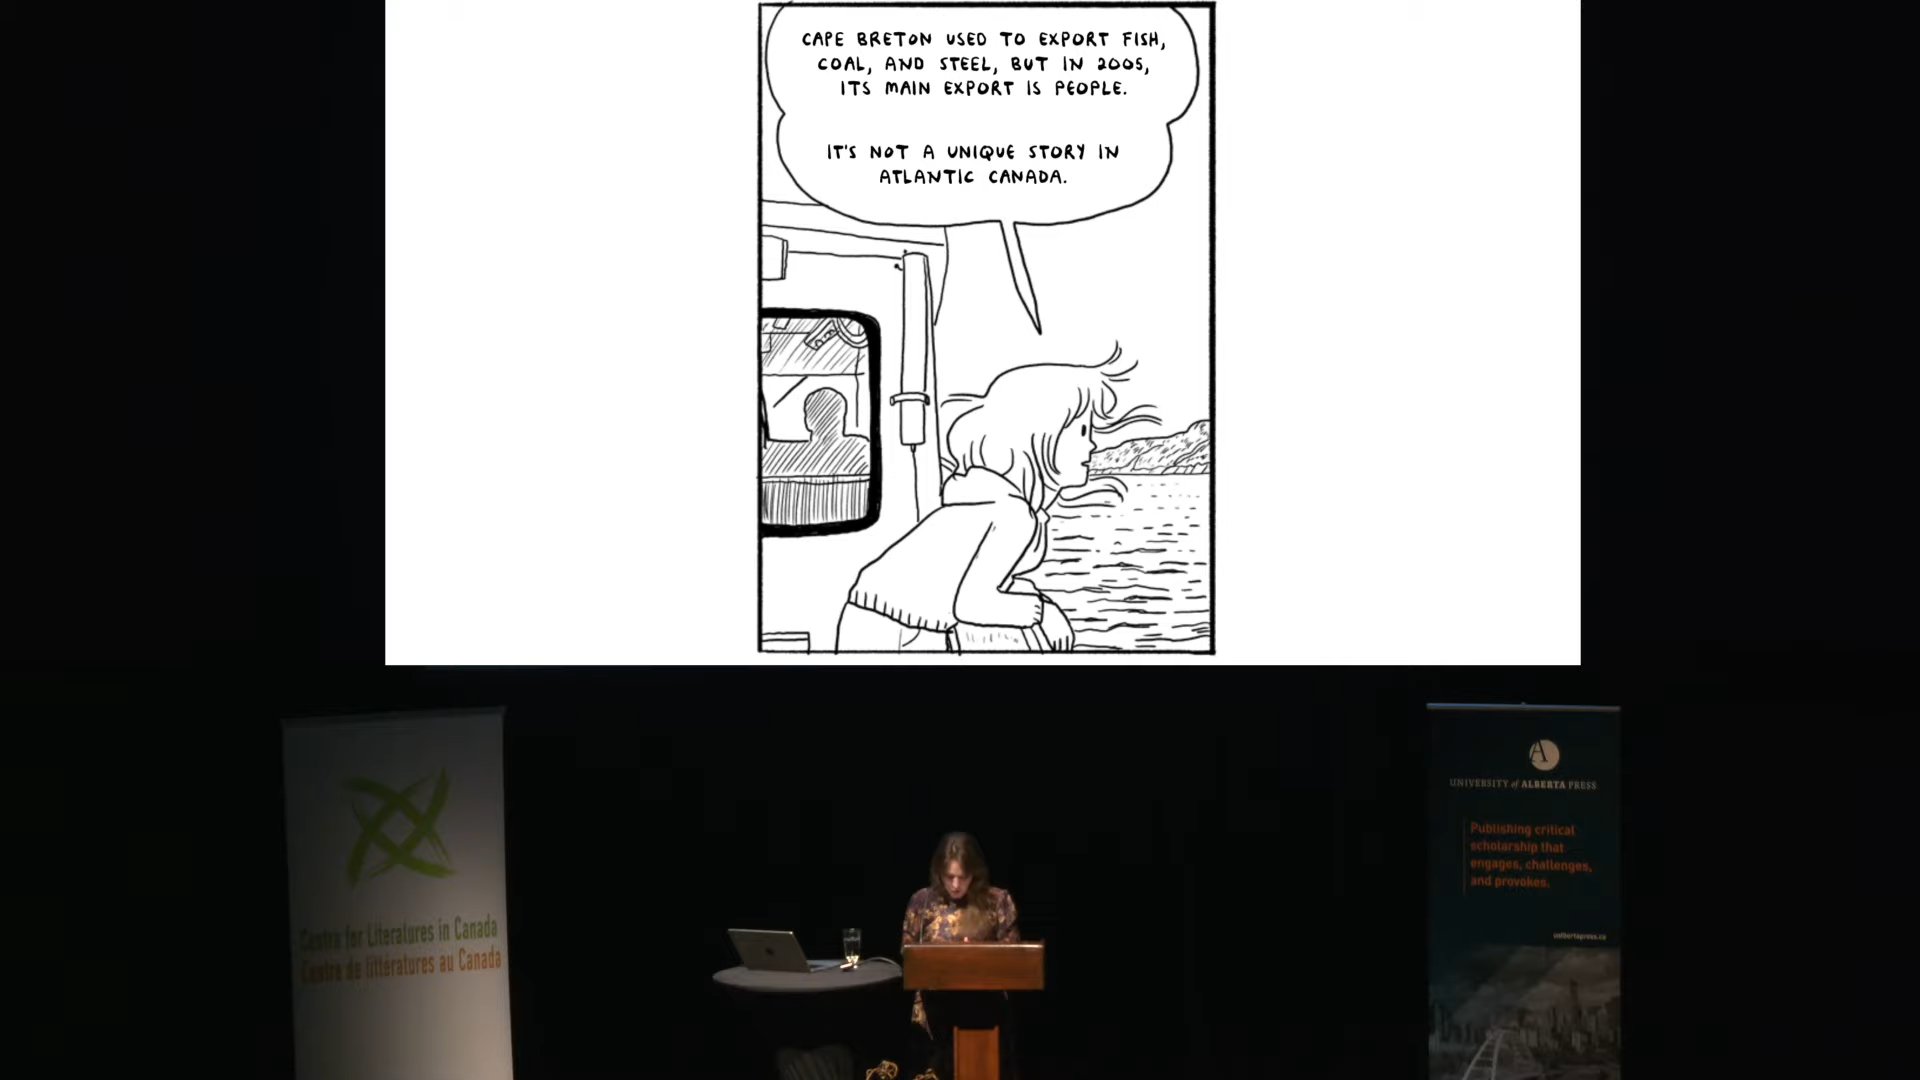 CAPE BRETON USED TO EXPORT FISH,
COAL, AND STEEL, BUT IN 2005,
ITS MAIN EXPORT IS PEOPLE.
IT'S NOT A UNIQUE STORY IN
ATLANTIC CANADA.
Centre for Literatures in Canada
Centre de littératures au Canada
A
UNIVERSITY of ALBERTA PRESS
Publishing critical
scholarship that
engages, challenges,
and provokes.
ualbertapress.ca